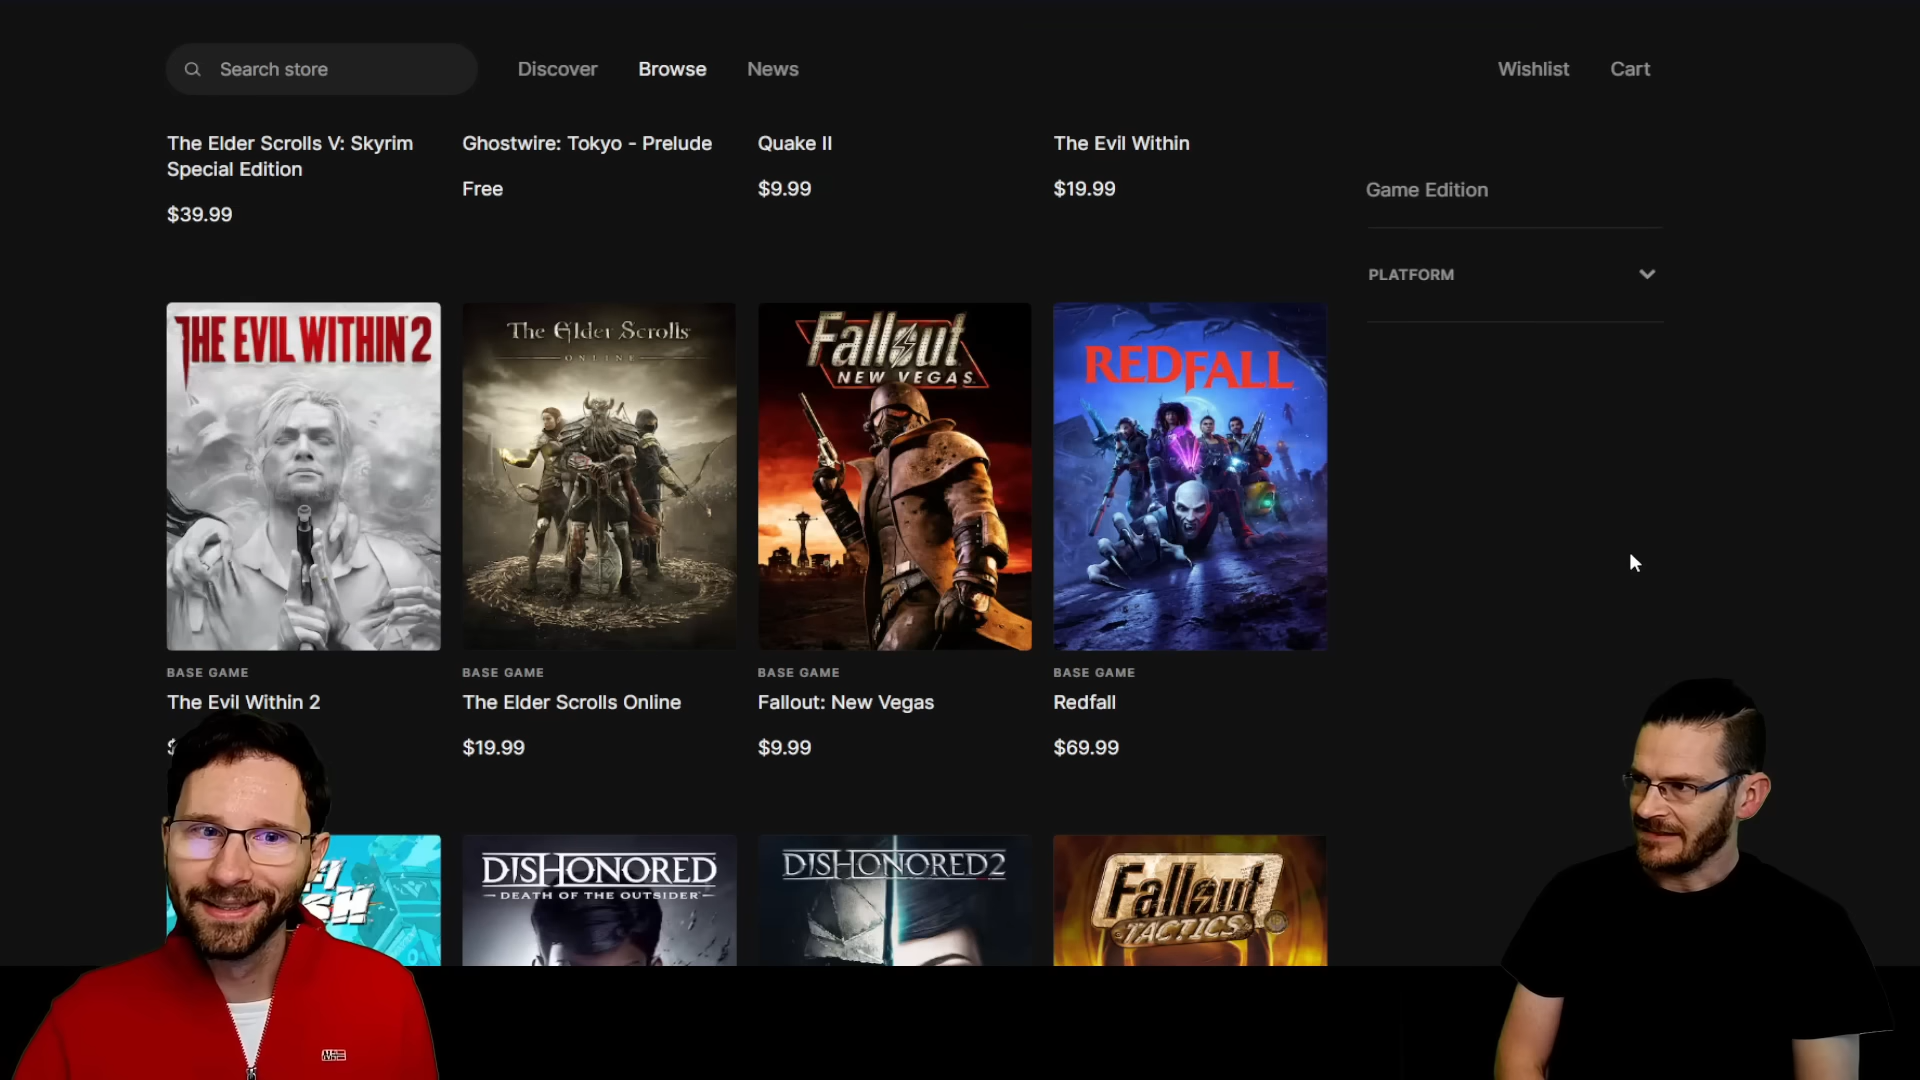 Search store
Discover
Browse
News
Wishlist
Cart
The Elder Scrolls V: Skyrim
Special Edition
$39.99
Ghostwire: Tokyo - Prelude
Free
Quake II
$9.99
The Evil Within
$19.99
Game Edition
PLATFORM
THE EVIL WITHIN 2
The Elder Scrolls
ONLINE
Fallout
NEW VEGAS
REDFALL
BASE GAME
The Evil Within 2
$
BASE GAME
The Elder Scrolls Online
$19.99
BASE GAME
Fallout: New Vegas
$9.99
BASE GAME
Redfall
$69.99
DISHONORED
DEATH OF THE OUTSIDER
DISHONORED 2
Fallout
TACTICS